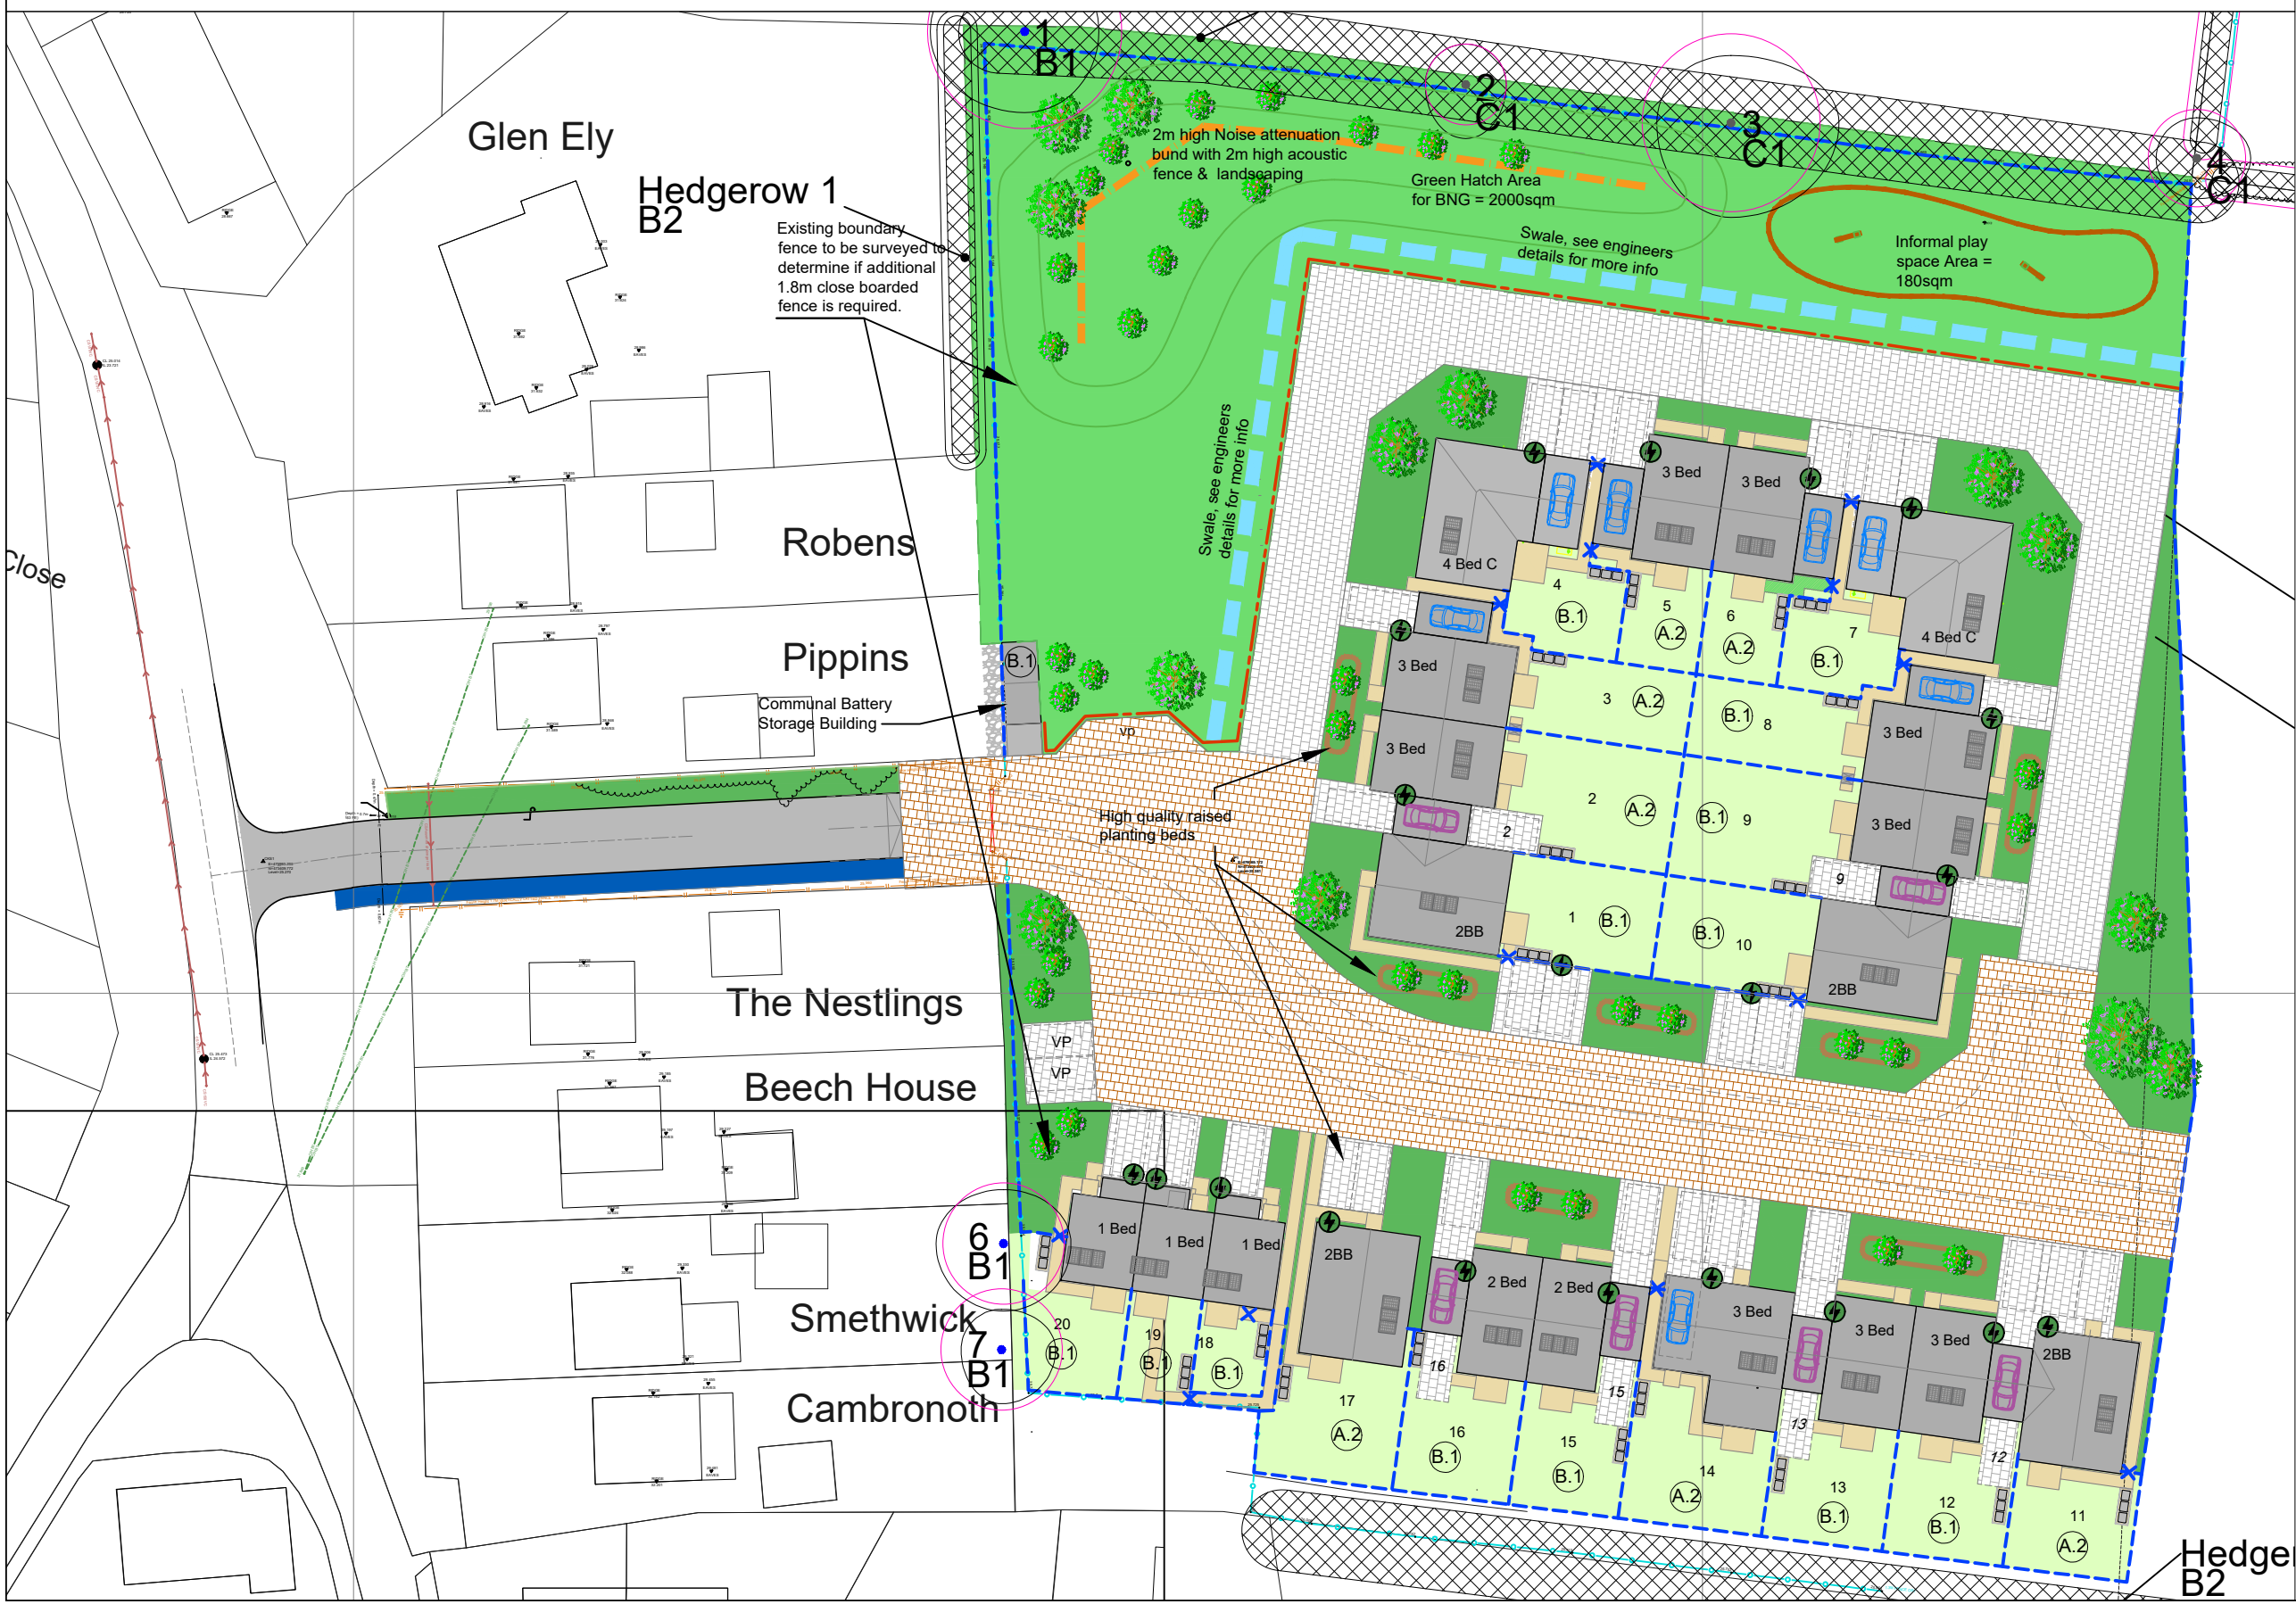 1
B1
2
C1
3
C1
4
C1
Glen Ely
Hedgerow 1
B2
Existing boundary
fence to be surveyed to
determine if additional
1.8m close boarded
fence is required.
2m high Noise attenuation
bund with 2m high acoustic
fence & landscaping
Green Hatch Area
for BNG = 2000sqm
Swale, see engineers
details for more info
Informal play
space Area =
180sqm
Swale, see engineers
details for more info
Close
Robens
Pippins
Communal Battery
Storage Building
B.1
vp
High quality raised
planting beds
The Nestlings
Beech House
Smethwick
Cambronoth
VP
VP
6
B1
7
B1
4 Bed C
3 Bed
3 Bed
4 Bed C
4
B.1
5
A.2
6
A.2
7
B.1
3 Bed
3
A.2
B.1
8
3 Bed
3 Bed
2
A.2
B.1
9
3 Bed
2
9
2BB
1
B.1
B.1
10
2BB
1 Bed
1 Bed
1 Bed
2BB
2 Bed
2 Bed
3 Bed
3 Bed
3 Bed
2BB
20
B.1
19
B.1
18
B.1
16
15
13
12
17
A.2
16
B.1
15
B.1
14
A.2
13
B.1
12
B.1
11
A.2
Hedger
B2